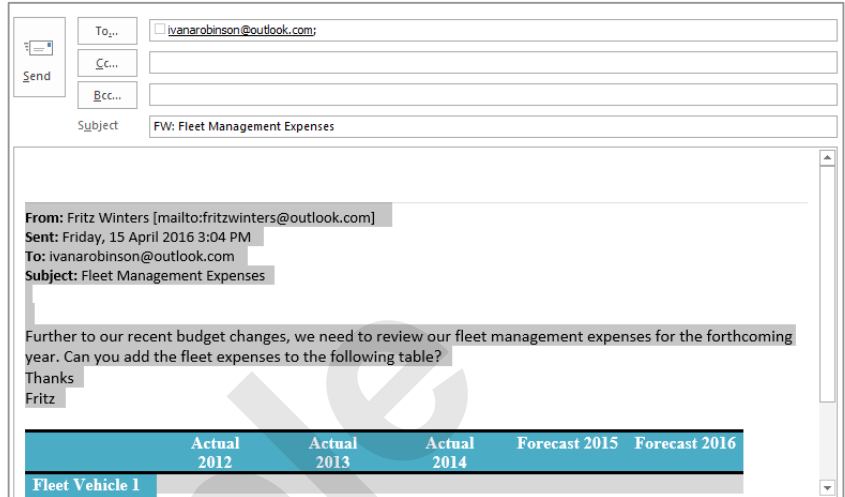 To...
ivanarobinson@outlook.com;
Cc...
Send
Bcc...
Subject
FW: Fleet Management Expenses
From: Fritz Winters [mailto:fritzwinters@outlook.com]
Sent: Friday, 15 April 2016 3:04 PM
To: ivanarobinson@outlook.com
Subject: Fleet Management Expenses
Further to our recent budget changes, we need to review our fleet management expenses for the forthcoming
year. Can you add the fleet expenses to the following table?
Thanks
Fritz
Actual 2012 Actual 2013 Actual 2014 Forecast 2015 Forecast 2016
Fleet Vehicle 1